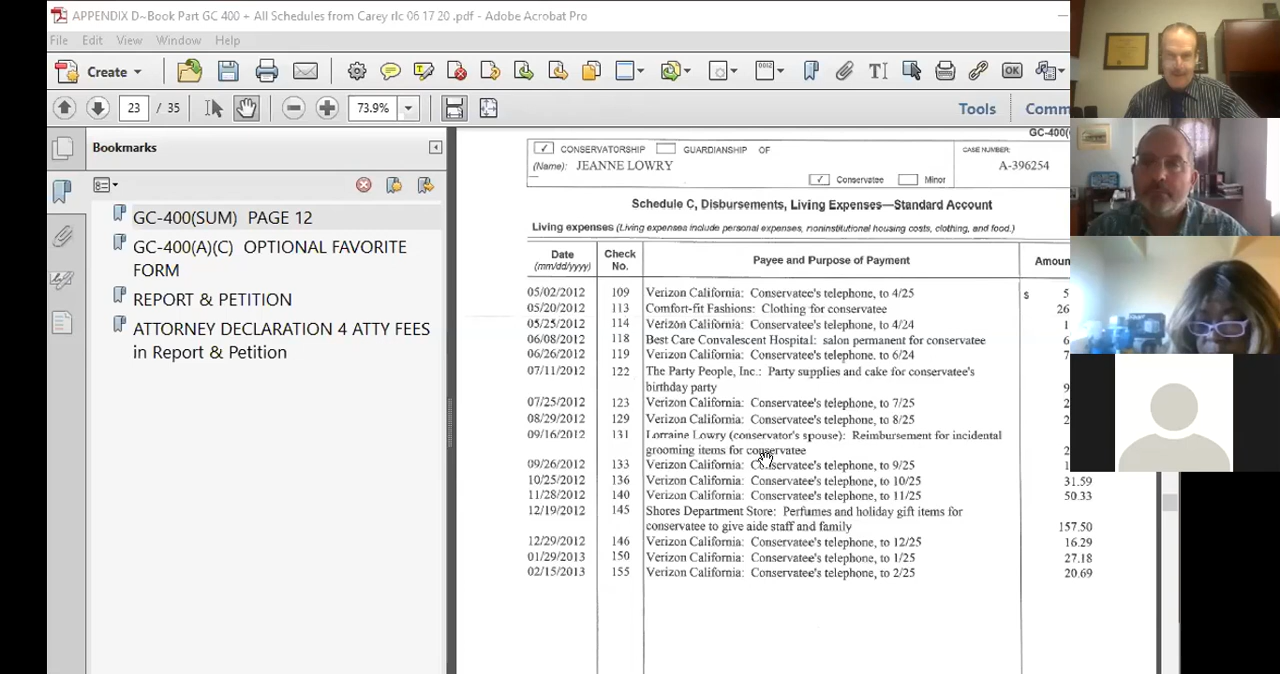 APPENDIX D~Book Part GC 400 + All Schedules from Carey rlc 06 17 20 .pdf - Adobe Acrobat Pro
File Edit View Window Help
Create OK
23 / 35 73.9% Tools Comm
Bookmarks
GC-400(SUM) PAGE 12
GC-400(A)(C) OPTIONAL FAVORITE
FORM
REPORT & PETITION
ATTORNEY DECLARATION 4 ATTY FEES
in Report & Petition
GC-400(
✓ CONSERVATORSHIP GUARDIANSHIP OF CASE NUMBER:
(Name): JEANNE LOWRY A-396254
✓ Conservatee Minor
Schedule C, Disbursements, Living Expenses—Standard Account
Living expenses (Living expenses include personal expenses, noninstitutional housing costs, clothing, and food.)
Date Check Payee and Purpose of Payment Amoun
(mm/dd/yyyy) No.
05/02/2012 109 Verizon California: Conservatee's telephone, to 4/25 $ 5
05/20/2012 113 Comfort-fit Fashions: Clothing for conservatee 26
05/25/2012 114 Verizon California: Conservatee's telephone, to 4/24 1
06/08/2012 118 Best Care Convalescent Hospital: salon permanent for conservatee 6
06/26/2012 119 Verizon California: Conservatee's telephone, to 6/24 7
07/11/2012 122 The Party People, Inc.: Party supplies and cake for conservatee's
birthday party 9
07/25/2012 123 Verizon California: Conservatee's telephone, to 7/25 2
08/29/2012 129 Verizon California: Conservatee's telephone, to 8/25 2
09/16/2012 131 Lorraine Lowry (conservator's spouse): Reimbursement for incidental
grooming items for conservatee 2
09/26/2012 133 Verizon California: Conservatee's telephone, to 9/25 1
10/25/2012 136 Verizon California: Conservatee's telephone, to 10/25 31.59
11/28/2012 140 Verizon California: Conservatee's telephone, to 11/25 50.33
12/19/2012 145 Shores Department Store: Perfumes and holiday gift items for
conservatee to give aide staff and family 157.50
12/29/2012 146 Verizon California: Conservatee's telephone, to 12/25 16.29
01/29/2013 150 Verizon California: Conservatee's telephone, to 1/25 27.18
02/15/2013 155 Verizon California: Conservatee's telephone, to 2/25 20.69